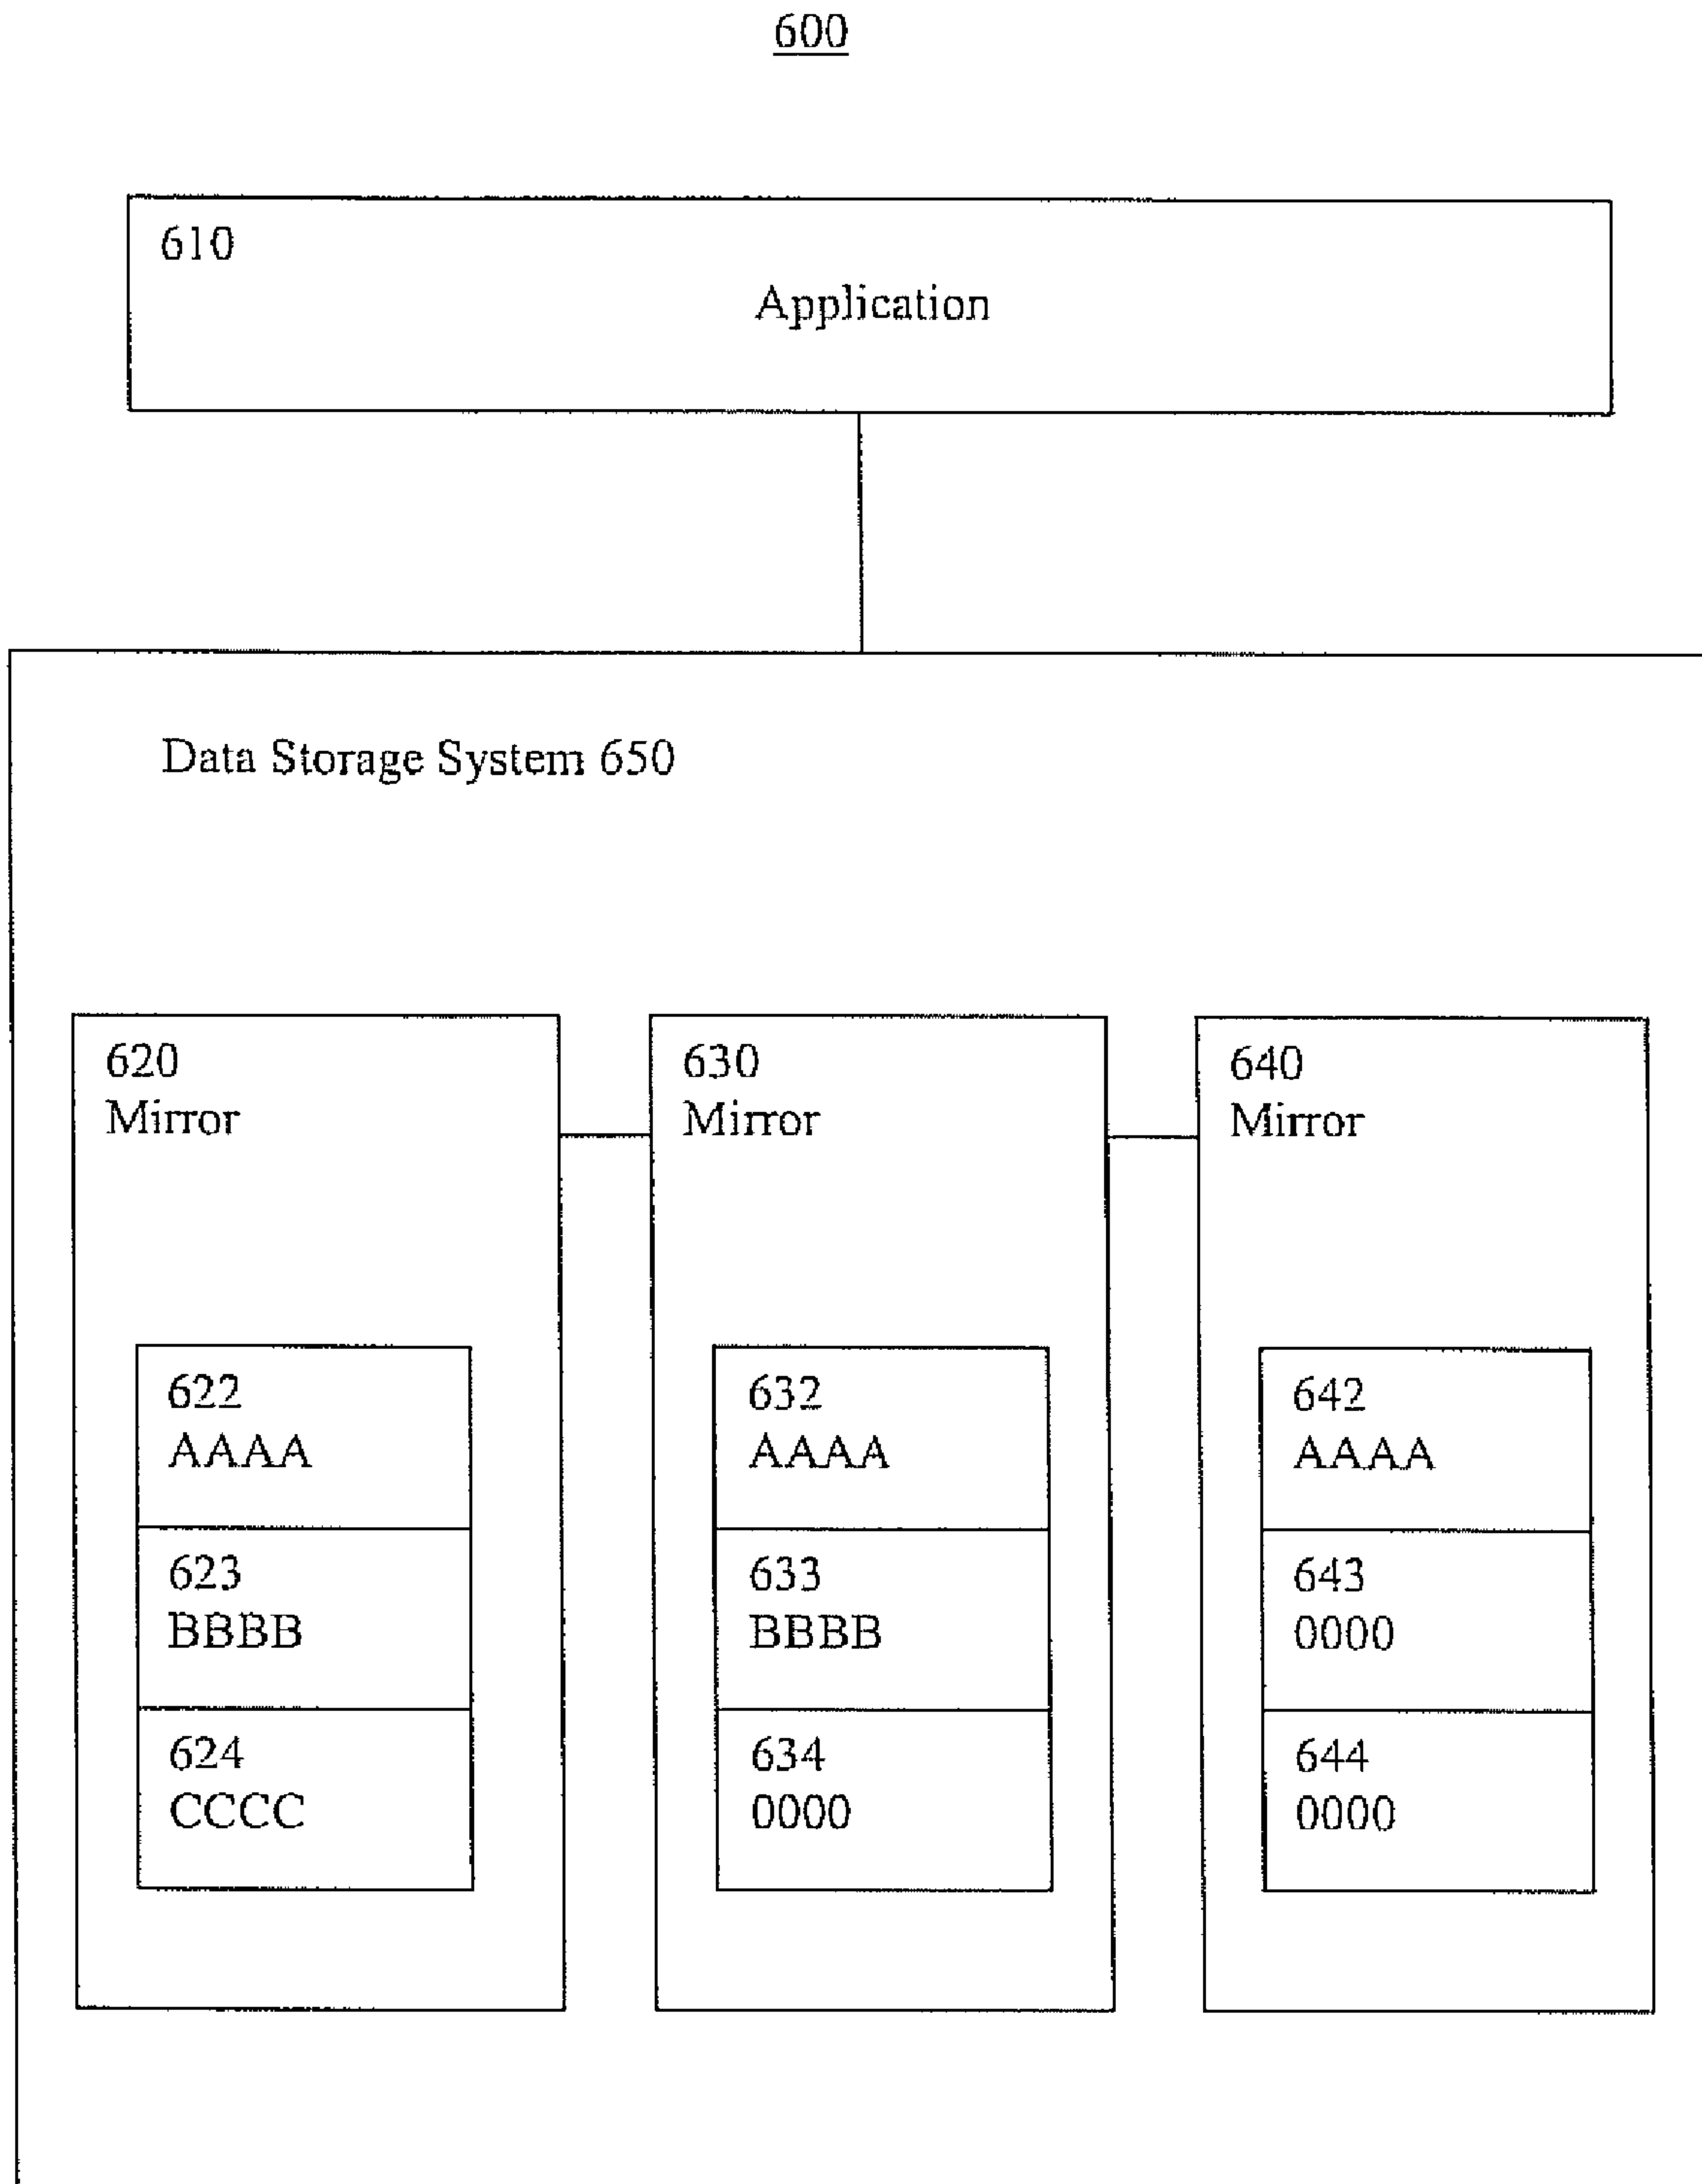 600
610
Application
Data Storage System 650
620
Mirror
630
Mirror
640
Mirror
622
AAAA
623
BBBB
624
CCCC
632
AAAA
633
BBBB
634
0000
642
AAAA
643
0000
644
0000